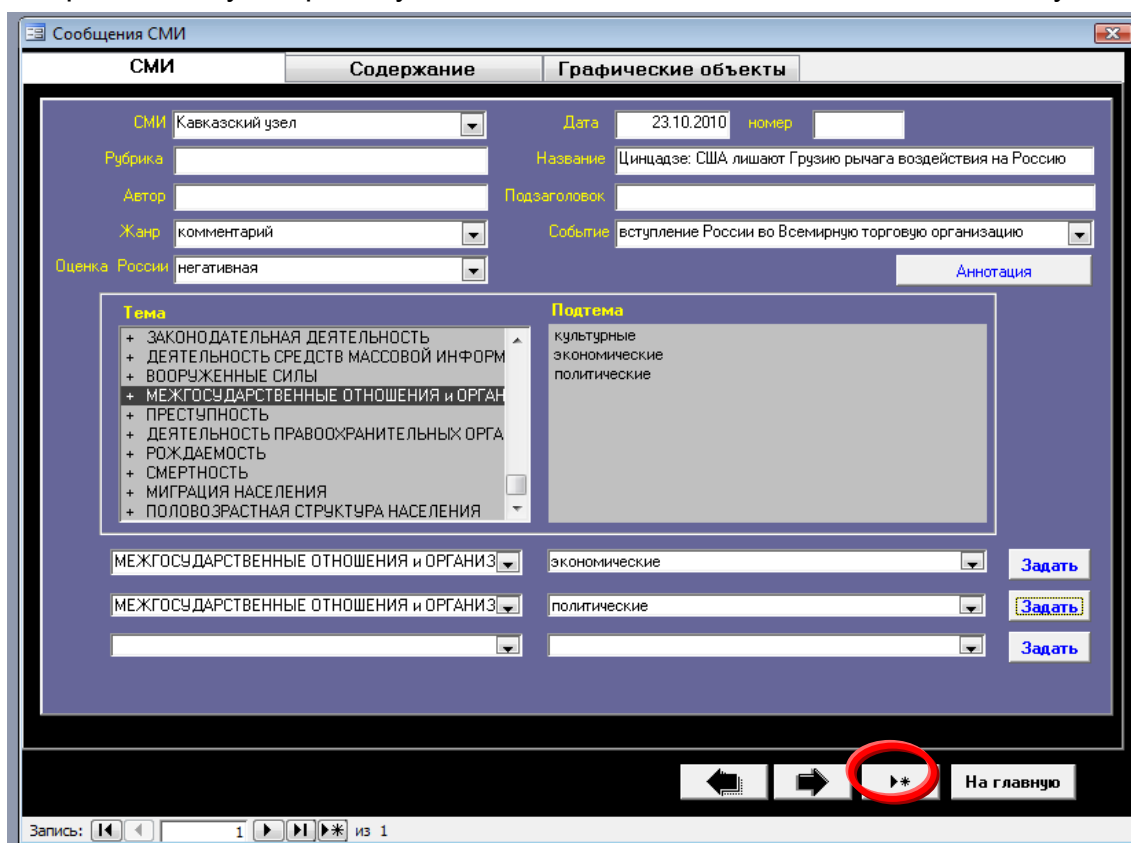 Сообщения СМИ
СМИ Содержание Графические объекты
СМИ Кавказский узел Дата 23.10.2010 номер
Рубрика Название Цинцадзе: США лишают Грузию рычага воздействия на Россию
Автор Подзаголовок
Жанр комментарий Событие вступление России во Всемирную торговую организацию
Оценка России негативная Аннотация
Тема Подтема
+ ЗАКОНОДАТЕЛЬНАЯ ДЕЯТЕЛЬНОСТЬ культурные
+ ДЕЯТЕЛЬНОСТЬ СРЕДСТВ МАССОВОЙ ИНФОРМ экономические
+ ВООРУЖЕННЫЕ СИЛЫ политические
+ МЕЖГОСУДАРСТВЕННЫЕ ОТНОШЕНИЯ и ОРГАН
+ ПРЕСТУПНОСТЬ
+ ДЕЯТЕЛЬНОСТЬ ПРАВООХРАНИТЕЛЬНЫХ ОРГА
+ РОЖДАЕМОСТЬ
+ СМЕРТНОСТЬ
+ МИГРАЦИЯ НАСЕЛЕНИЯ
+ ПОЛОВОЗРАСТНАЯ СТРУКТУРА НАСЕЛЕНИЯ
МЕЖГОСУДАРСТВЕННЫЕ ОТНОШЕНИЯ и ОРГАНИЗ экономические Задать
МЕЖГОСУДАРСТВЕННЫЕ ОТНОШЕНИЯ и ОРГАНИЗ политические Задать
Задать
На главную
Запись: 1 из 1